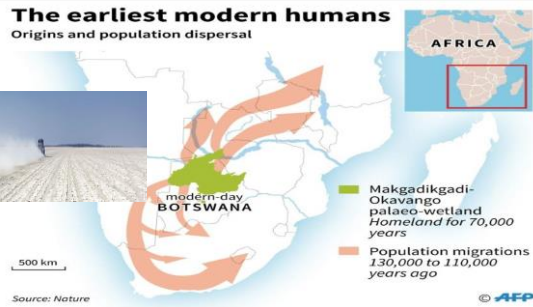 The earliest modern humans
Origins and population dispersal
AFRICA
modern-day
BOTSWANA
Makgadikgadi-
Okavango
palaeo-wetland
Homeland for 70,000
years
Population migrations
130,000 to 110,000
years ago
500 km
Source: Nature
© AFP